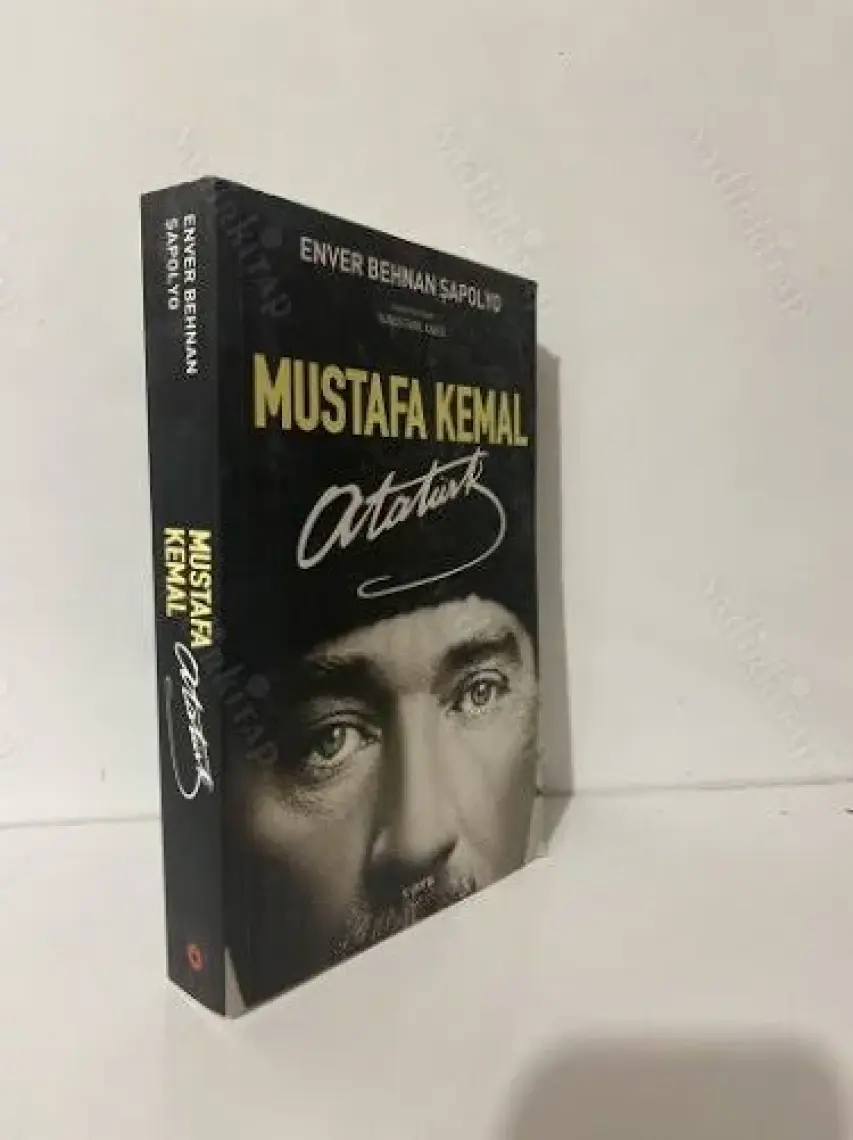 ENVER BEHNAN
ŞAPOLYO
MUSTAFA
KEMAL
Atatürk
ENVER BEHNAN ŞAPOLYO
MUSTAFA KEMAL
Atatürk